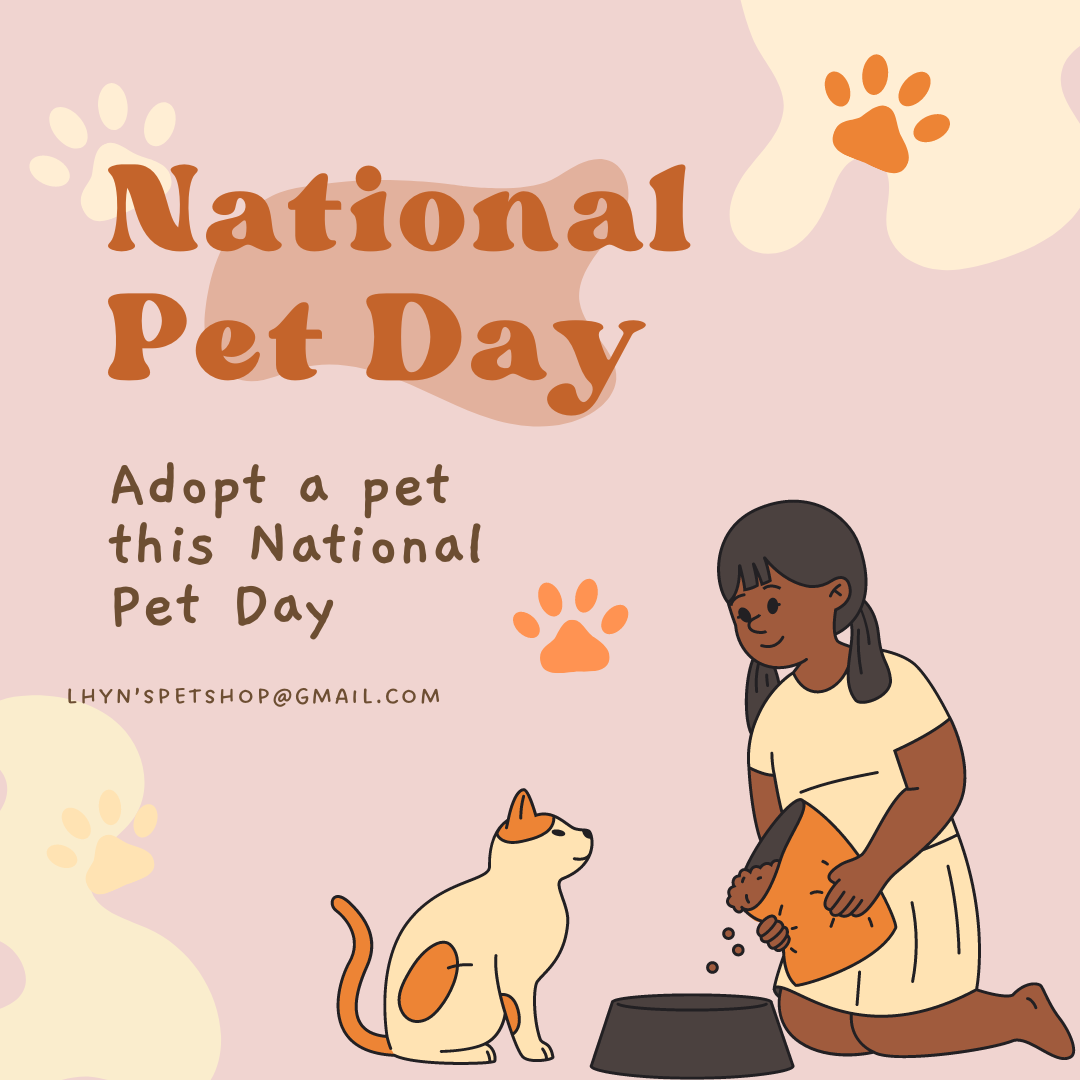 National
Pet Day
Adopt a pet
this National
Pet Day
LHYN'SPETSHOP@GMAIL.COM